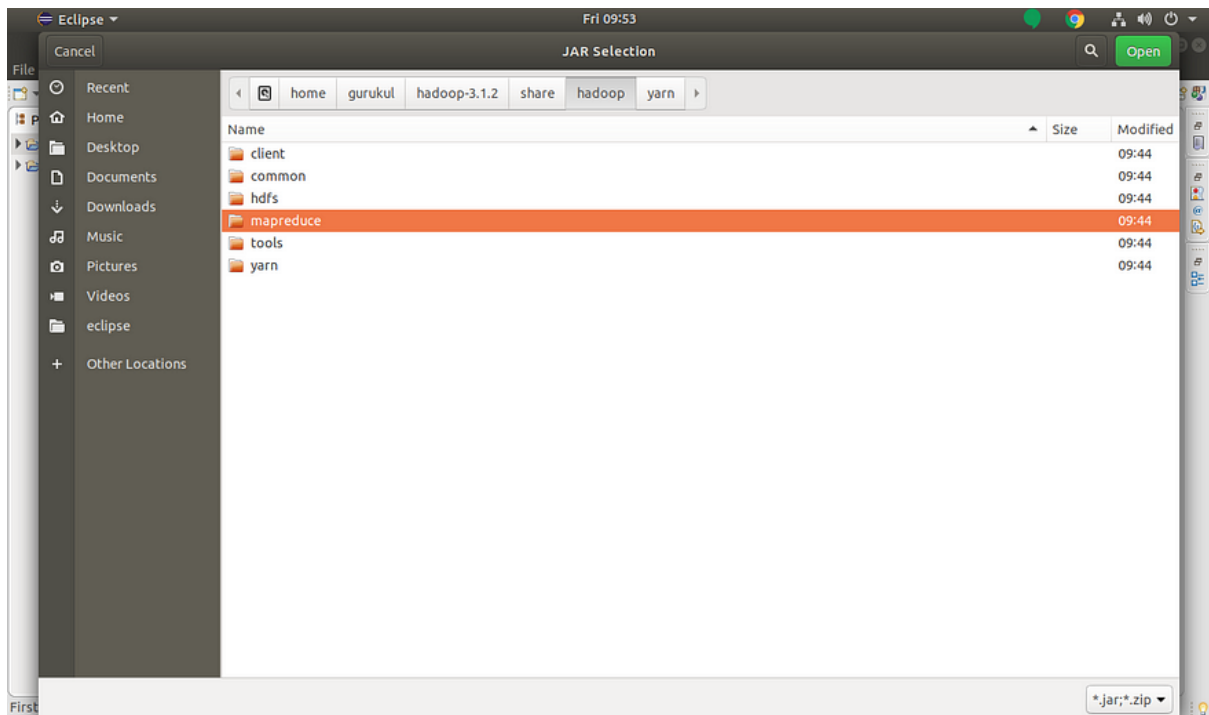 Eclipse Fri 09:53
Cancel JAR Selection Open
File
Recent
Home
Desktop
Documents
Downloads
Music
Pictures
Videos
eclipse
+ Other Locations
home gurukul hadoop-3.1.2 share hadoop yarn
Name Size Modified
client 09:44
common 09:44
hdfs 09:44
mapreduce 09:44
tools 09:44
yarn 09:44
*.jar;*.zip
First
P